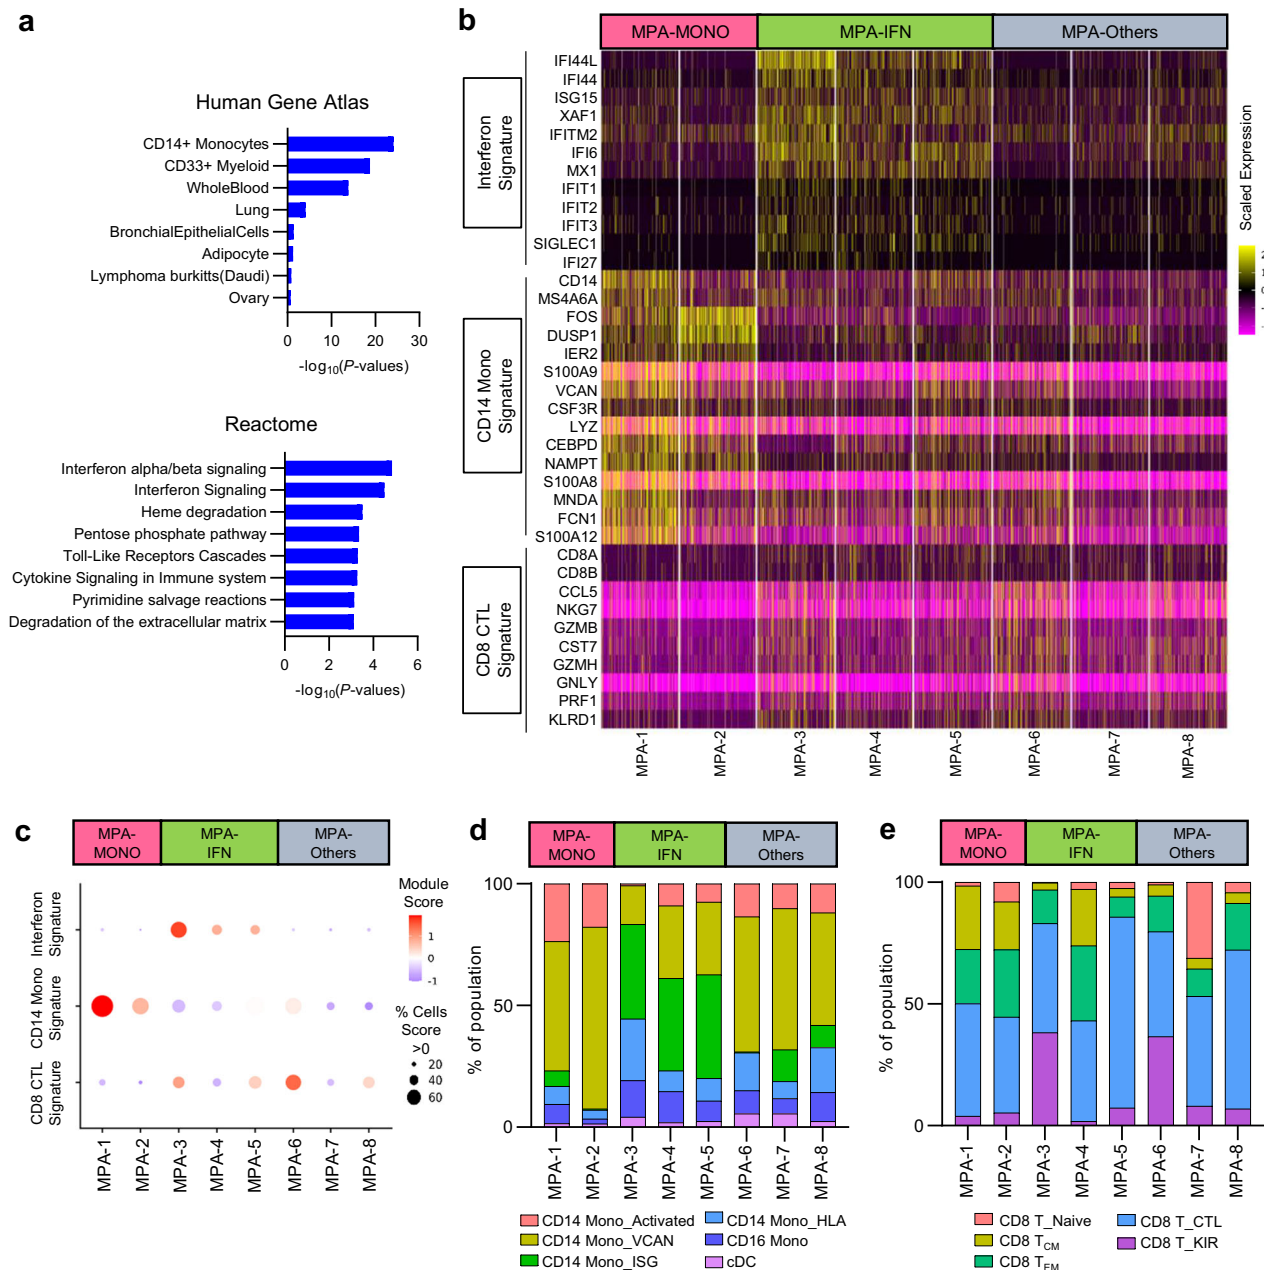 a
Human Gene Atlas
CD14+ Monocytes
CD33+ Myeloid
WholeBlood
Lung
BronchialEpithelialCells
Adipocyte
Lymphoma burkitts(Daudi)
Ovary
0 10 20 30
-log10(P-values)
Reactome
Interferon alpha/beta signaling
Interferon Signaling
Heme degradation
Pentose phosphate pathway
Toll-Like Receptors Cascades
Cytokine Signaling in Immune system
Pyrimidine salvage reactions
Degradation of the extracellular matrix
0 2 4 6
-log10(P-values)
b
MPA-MONO MPA-IFN MPA-Others
Interferon
Signature
IFI44L
IFI44
ISG15
XAF1
IFITM2
IFI6
MX1
IFIT1
IFIT2
IFIT3
SIGLEC1
IFI27
CD14 Mono
Signature
CD14
MS4A6A
FOS
DUSP1
IER2
S100A9
VCAN
CSF3R
LYZ
CEBPD
NAMPT
S100A8
MNDA
FCN1
S100A12
CD8 CTL
Signature
CD8A
CD8B
CCL5
NKG7
GZMB
CST7
GZMH
GNLY
PRF1
KLRD1
MPA-1 MPA-2 MPA-3 MPA-4 MPA-5 MPA-6 MPA-7 MPA-8
Scaled Expression
c
MPA-
MONO
MPA-
IFN
MPA-
Others
Interferon
Signature
CD14 Mono
Signature
CD8 CTL
Signature
MPA-1 MPA-2 MPA-3 MPA-4 MPA-5 MPA-6 MPA-7 MPA-8
Module
Score
1
0
-1
% Cells
Score
>0
20
40
60
d
MPA-
MONO
MPA-
IFN
MPA-
Others
% of population
100
50
0
MPA-1 MPA-2 MPA-3 MPA-4 MPA-5 MPA-6 MPA-7 MPA-8
CD14 Mono_Activated
CD14 Mono_VCAN
CD14 Mono_ISG
CD14 Mono_HLA
CD16 Mono
cDC
e
MPA-
MONO
MPA-
IFN
MPA-
Others
% of population
100
50
0
MPA-1 MPA-2 MPA-3 MPA-4 MPA-5 MPA-6 MPA-7 MPA-8
CD8 T_Naive
CD8 TCM
CD8 TEM
CD8 T_CTL
CD8 T_KIR